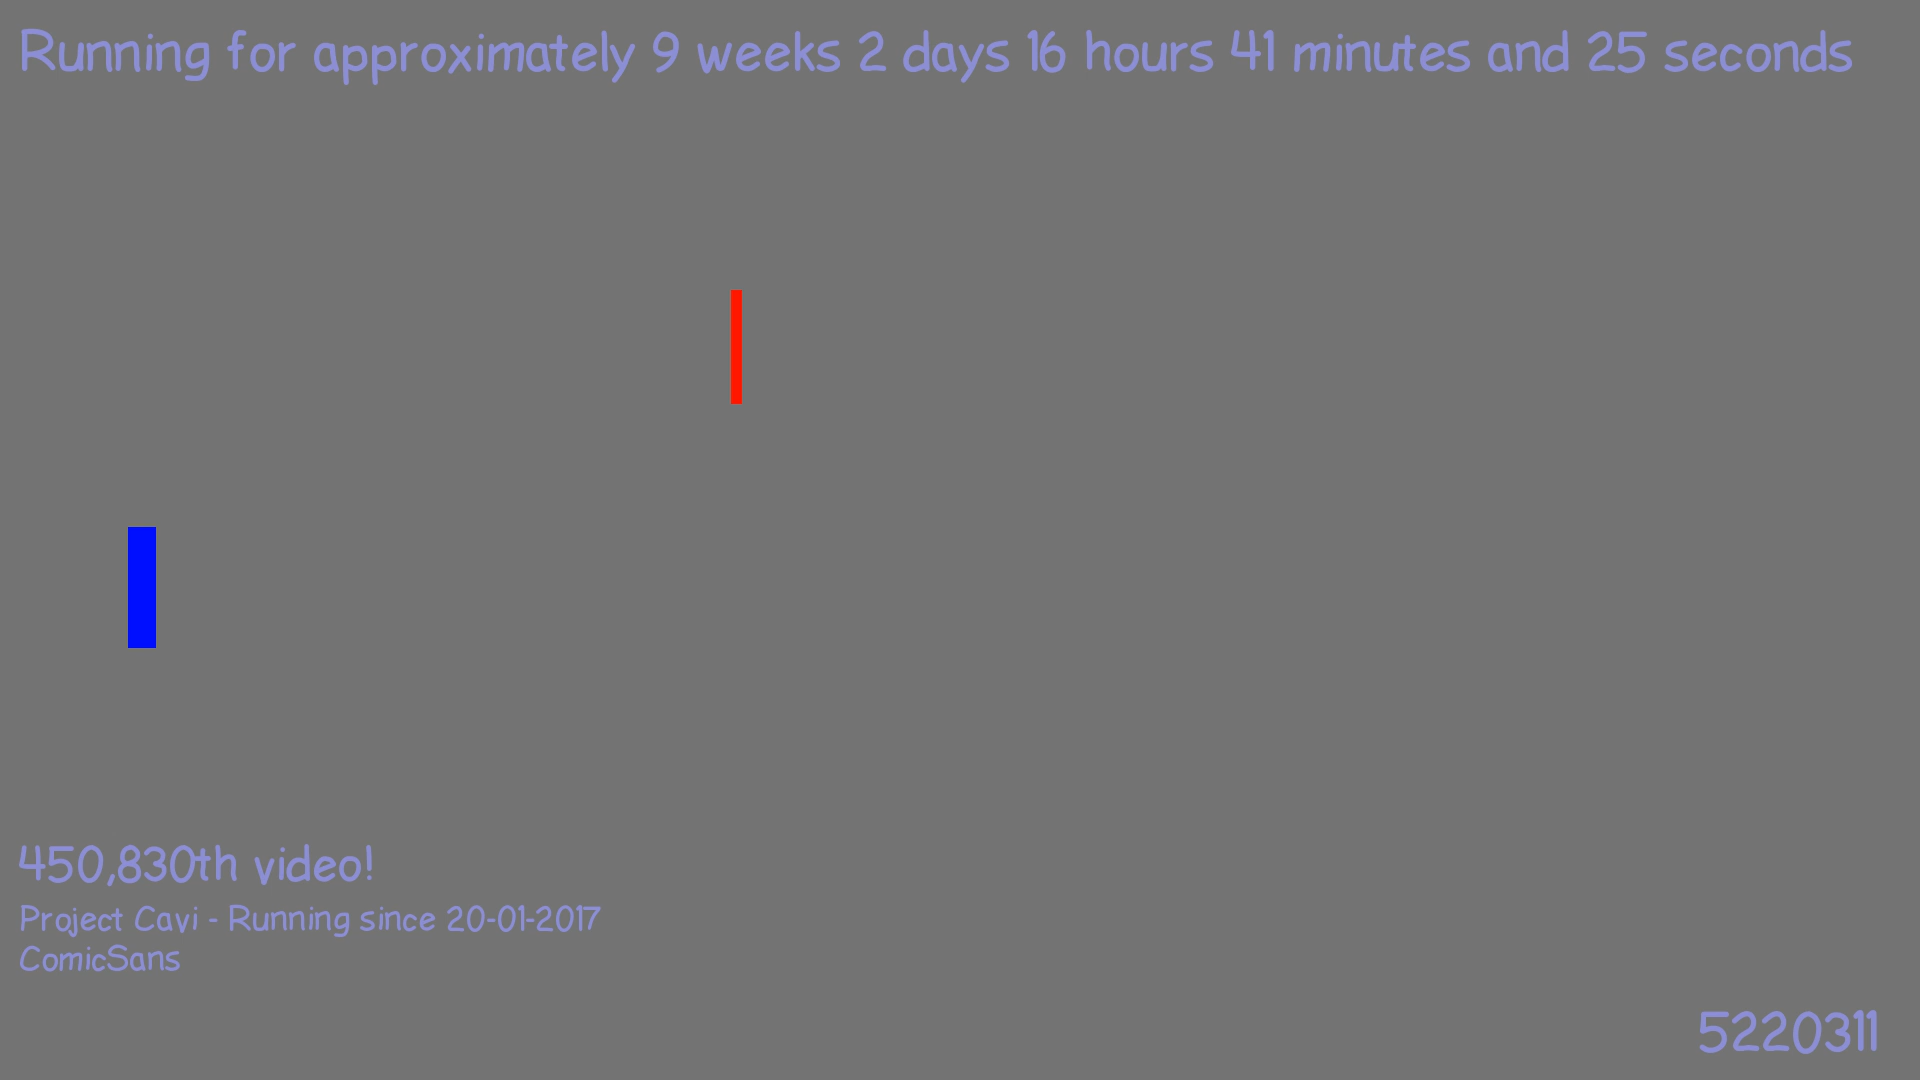 Running for approximately 9 weeks 2 days 16 hours 41 minutes and 25 seconds
450,830th video!
Project Cavi - Running since 20-01-2017
ComicSans
5220311